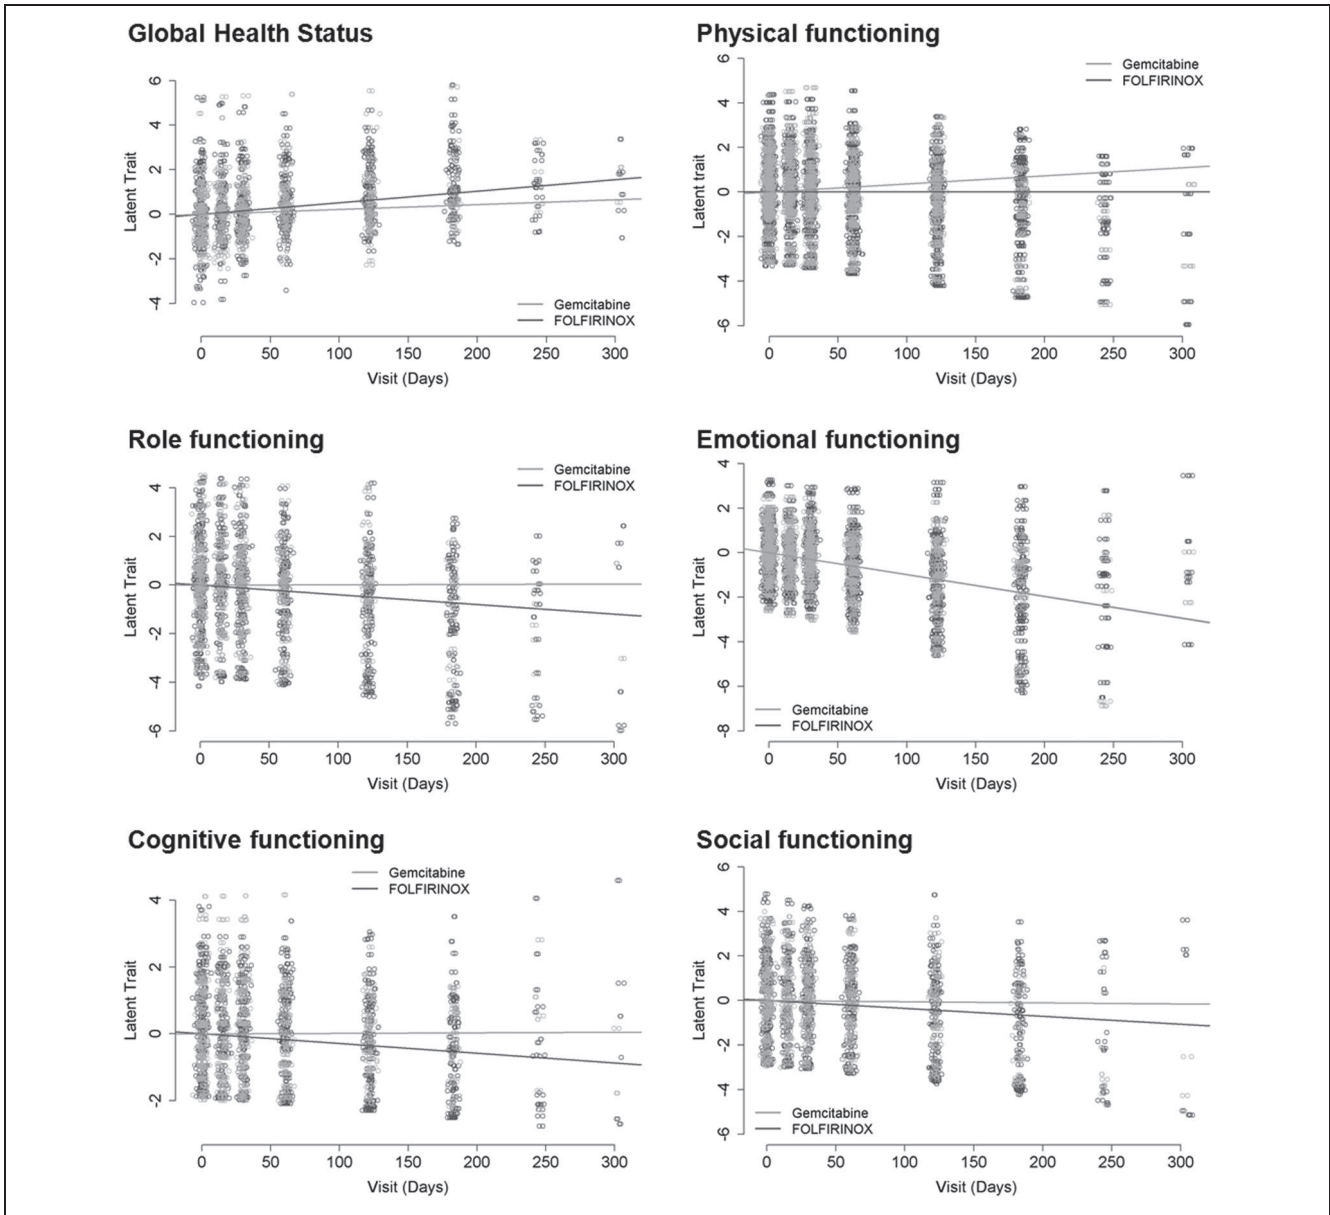 Global Health Status
6
4
2
0
-2
-4
Latent Trait
Gemcitabine
FOLFIRINOX
0 50 100 150 200 250 300
Visit (Days)
Physical functioning
6
4
2
0
-2
-4
-6
Latent trait
Gemcitabine
FOLFIRINOX
0 50 100 150 200 250 300
Visit (Days)
Role functioning
4
2
0
-2
-4
-6
Latent Trait
Gemcitabine
FOLFIRINOX
0 50 100 150 200 250 300
Visit (Days)
Emotional functioning
4
2
0
-2
-4
-6
-8
Latent Trait
Gemcitabine
FOLFIRINOX
0 50 100 150 200 250 300
Visit (Days)
Cognitive functioning
4
2
0
-2
Latent Trait
Gemcitabine
FOLFIRINOX
0 50 100 150 200 250 300
Visit (Days)
Social functioning
6
4
2
0
-2
-4
-6
Latent Trait
Gemcitabine
FOLFIRINOX
0 50 100 150 200 250 300
Visit (Days)